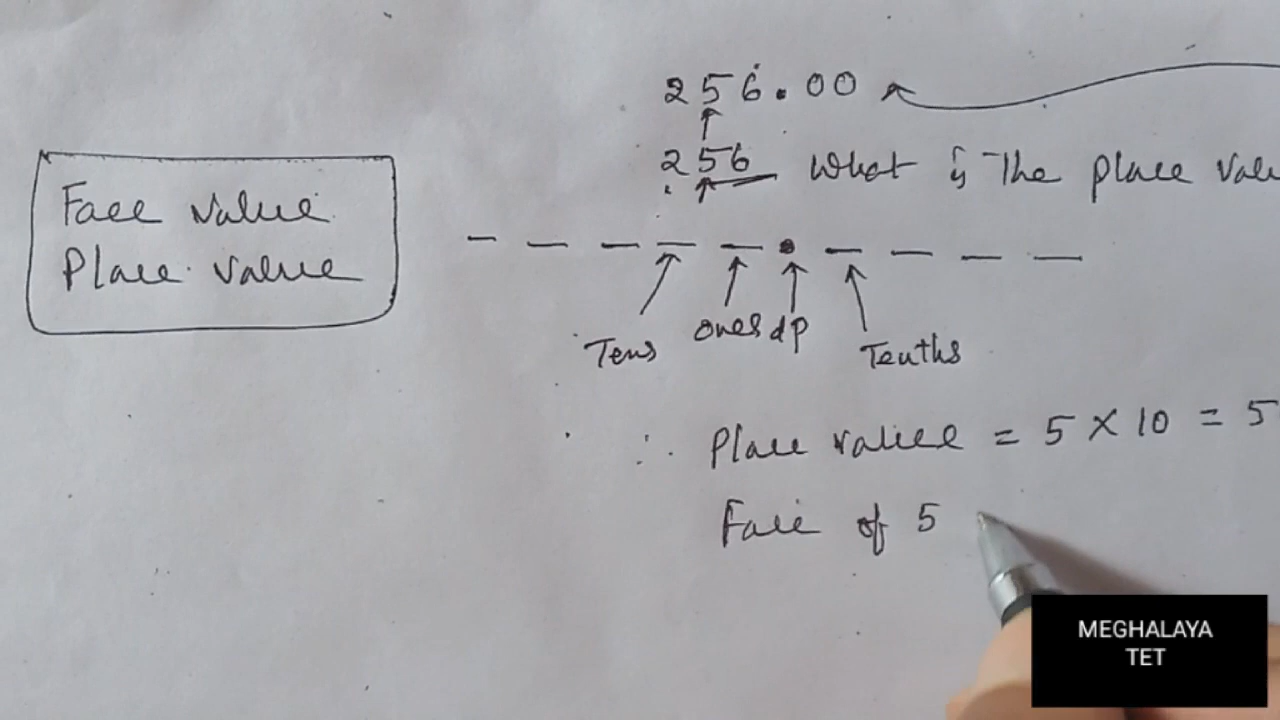 256.00
256 What is The place valu
Face value
Place value
Tens ones dp Tenths
∴ Place value = 5 × 10 = 5
Face of 5
MEGHALAYA
TET